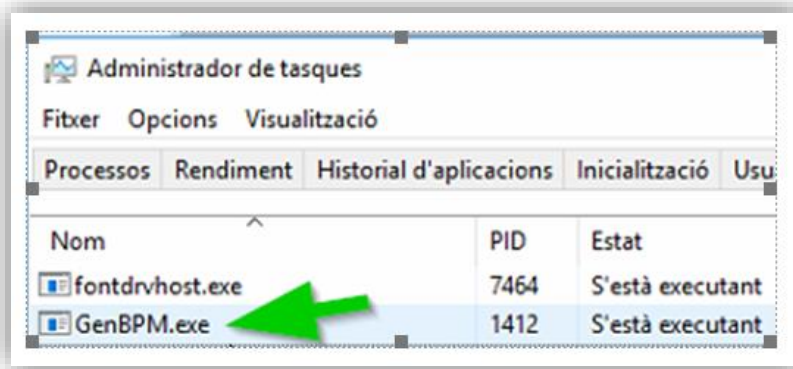 Administrador de tasques
Fitxer Opcions Visualització
Processos Rendiment Historial d'aplicacions Inicialització Usu
Nom PID Estat
fontdrvhost.exe 7464 S'està executant
GenBPM.exe 1412 S'està executant